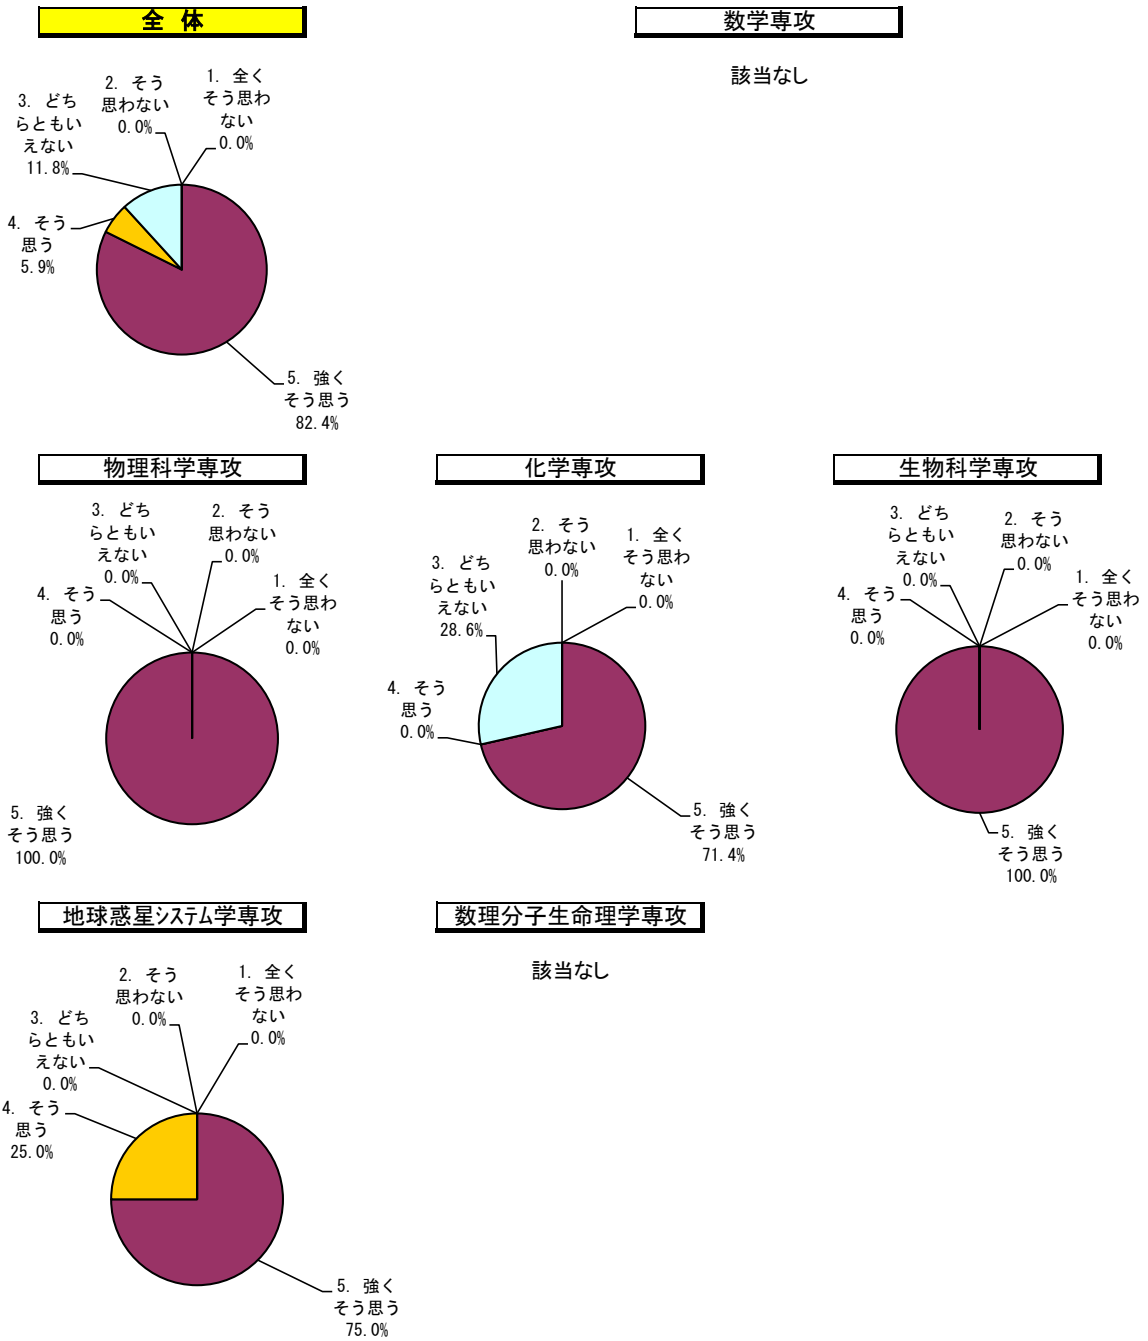 全 体
数学専攻
該当なし
3. どち
らともい
えない
11.8%
2. そう
思わない
0.0%
1. 全く
そう思わ
ない
0.0%
4. そう
思う
5.9%
5. 強く
そう思う
82.4%
物理科学専攻
3. どち
らともい
えない
0.0%
2. そう
思わない
0.0%
1. 全く
そう思わ
ない
0.0%
4. そう
思う
0.0%
5. 強く
そう思う
100.0%
化学専攻
2. そう
思わない
0.0%
1. 全く
そう思わ
ない
0.0%
3. どち
らともい
えない
28.6%
4. そう
思う
0.0%
5. 強く
そう思う
71.4%
生物科学専攻
3. どち
らともい
えない
0.0%
2. そう
思わない
0.0%
1. 全く
そう思わ
ない
0.0%
4. そう
思う
0.0%
5. 強く
そう思う
100.0%
地球惑星システム学専攻
2. そう
思わない
0.0%
1. 全く
そう思わ
ない
0.0%
3. どち
らともい
えない
0.0%
4. そう
思う
25.0%
5. 強く
そう思う
75.0%
数理分子生命理学専攻
該当なし